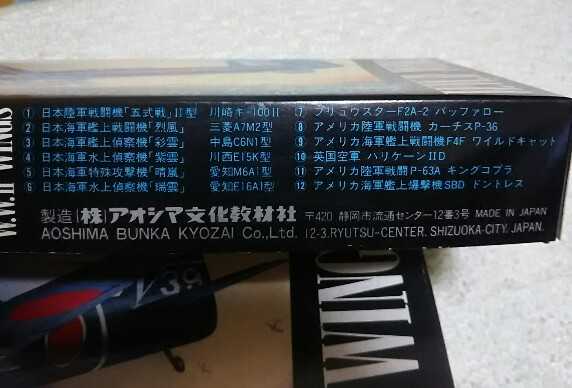 W.W.II WINGS
① 日本陸軍戦闘機「五式戦」II型 川崎キ-100II
② 日本海軍艦上戦闘機「烈風」 三菱A7M2型
③ 日本海軍艦上偵察機「彩雲」 中島C6N1型
④ 日本海軍水上偵察機「紫雲」 川西E15K型
⑤ 日本海軍特殊攻撃機「晴嵐」 愛知M6A1型
⑥ 日本海軍水上偵察機「瑞雲」 愛知E16A1型
⑦ ブリュウスターF2A-2 バッファロー
⑧ アメリカ陸軍戦闘機 カーチスP-36
⑨ アメリカ海軍艦上戦闘機F4F ワイルドキャット
10 英国空軍 ハリケーンIID
11 アメリカ陸軍戦闘機P-63A キングコブラ
12 アメリカ海軍艦上爆撃機SBD ドントレス
製造 (株)アオシマ文化教材社 〒420 静岡市流通センター12番3号 MADE IN JAPAN
AOSHIMA BUNKA KYOZAI Co.,Ltd. 12-3.RYUTSU-CENTER. SHIZUOKA-CITY. JAPAN.
39
WING